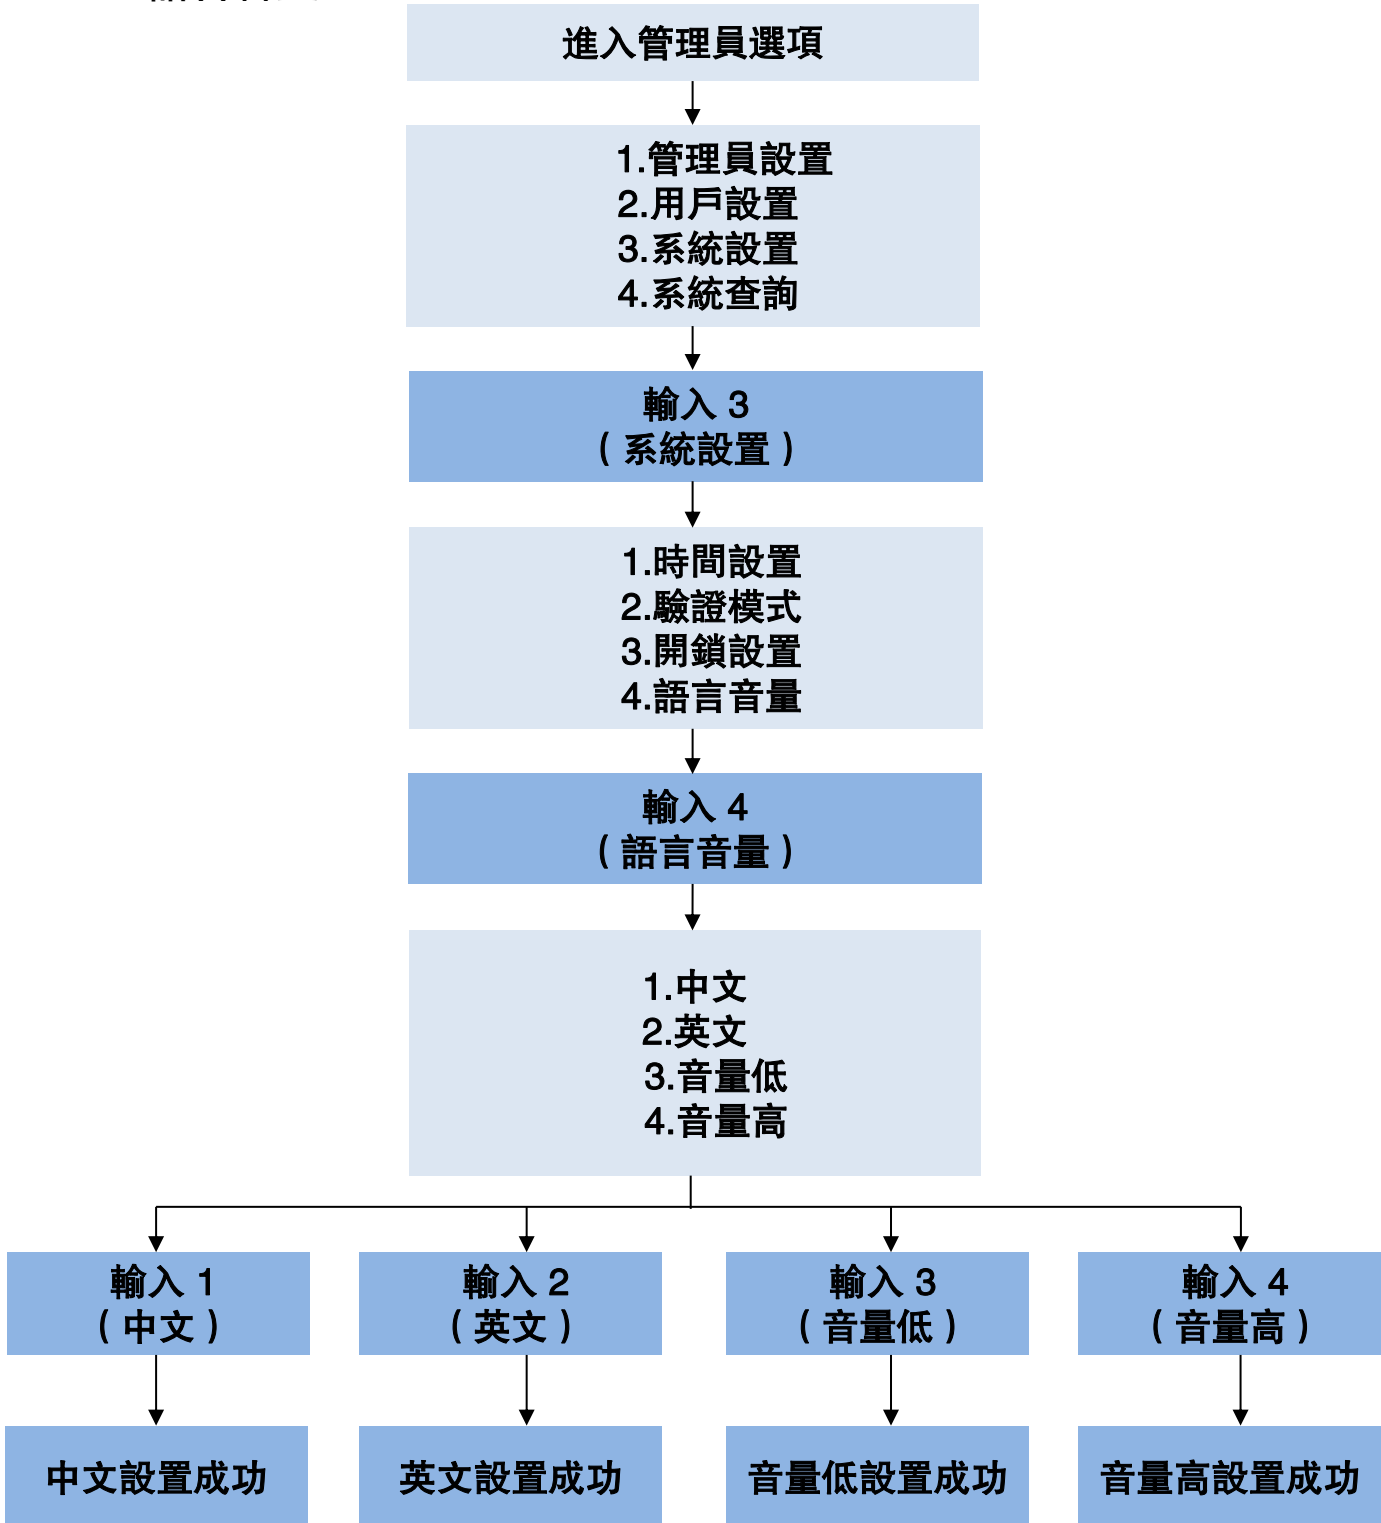 進入管理員選項
1.管理員設置
2.用戶設置
3.系統設置
4.系統查詢
輸入 3
（系統設置）
1.時間設置
2.驗證模式
3.開鎖設置
4.語言音量
輸入 4
（語言音量）
1.中文
2.英文
3.音量低
4.音量高
輸入 1
（中文）
輸入 2
（英文）
輸入 3
（音量低）
輸入 4
（音量高）
中文設置成功
英文設置成功
音量低設置成功
音量高設置成功